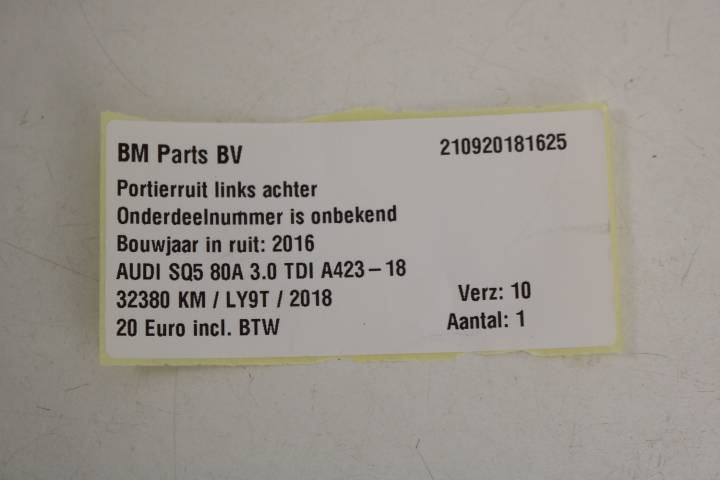 BM Parts BV 210920181625
Portierruit links achter
Onderdeelnummer is onbekend
Bouwjaar in ruit: 2016
AUDI SQ5 80A 3.0 TDI A423-18
32380 KM / LY9T / 2018 Verz: 10
20 Euro incl. BTW Aantal: 1